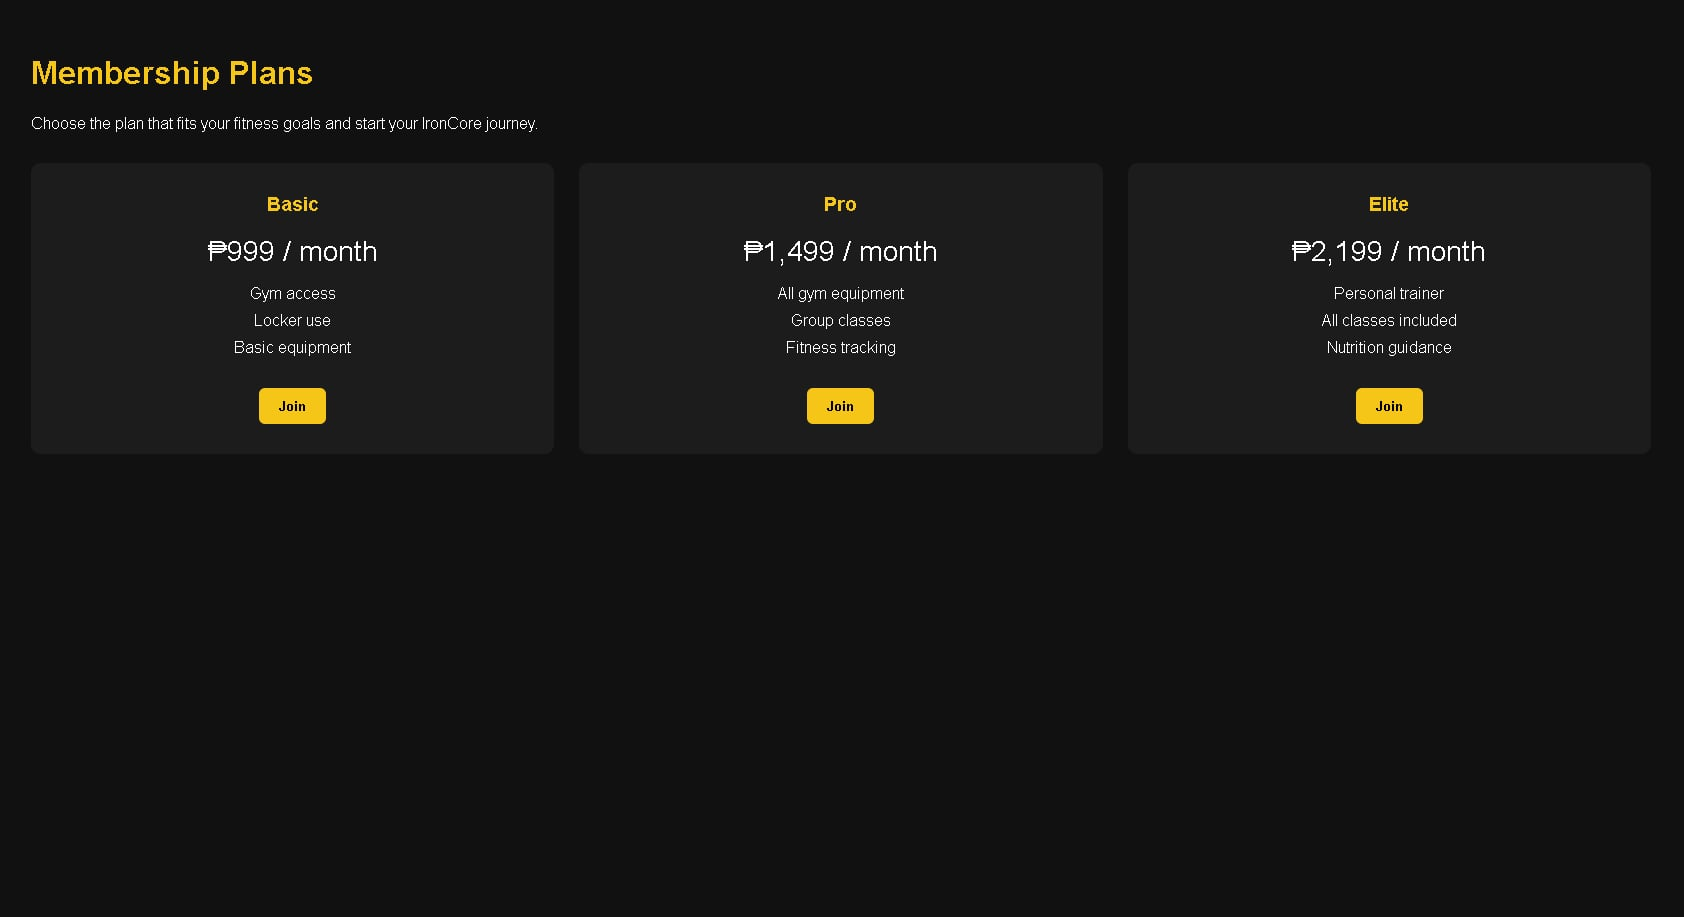 Membership Plans
Choose the plan that fits your fitness goals and start your IronCore journey.
Basic
₱999 / month
Gym access
Locker use
Basic equipment
Join
Pro
₱1,499 / month
All gym equipment
Group classes
Fitness tracking
Join
Elite
₱2,199 / month
Personal trainer
All classes included
Nutrition guidance
Join